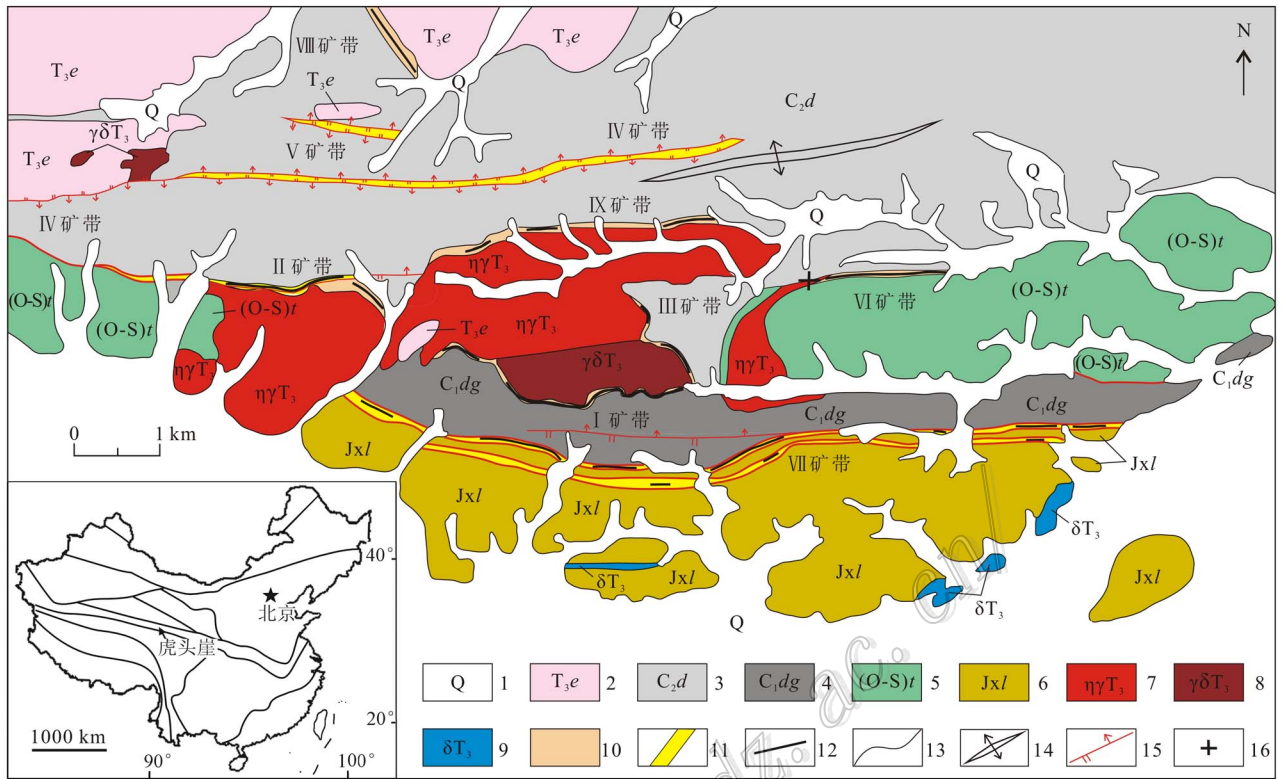 T₃e
Ⅷ矿带
T₃e
Q
T₃e
N
T₃e
Q
Q
C₂d
γδT₃
T₃e
Ⅴ矿带
Ⅳ矿带
Q
Ⅳ矿带
Ⅸ矿带
Q
(O-S)t
Ⅱ矿带
ηγT₃
(O-S)t
(O-S)t
(O-S)t
Ⅲ矿带
Ⅵ矿带
(O-S)t
T₃e
ηγT₃
ηγT₃
γδT₃
ηγT₃
(O-S)t
C₁dg
ηγT₃
C₁dg
Ⅰ矿带
C₁dg
C₁dg
0 1 km
Jxl
Ⅶ矿带
Jxl
Jxl
Jxl
δT₃
δT₃
Jxl
Jxl
Jxl
δT₃
Q
40°
北京
虎头崖
20°
1000 km
90° 100°
Q 1 T₃e 2 C₂d 3 C₁dg 4 (O-S)t 5 Jxl 6 ηγT₃ 7 γδT₃ 8
δT₃ 9 10 11 12 13 14 15 16